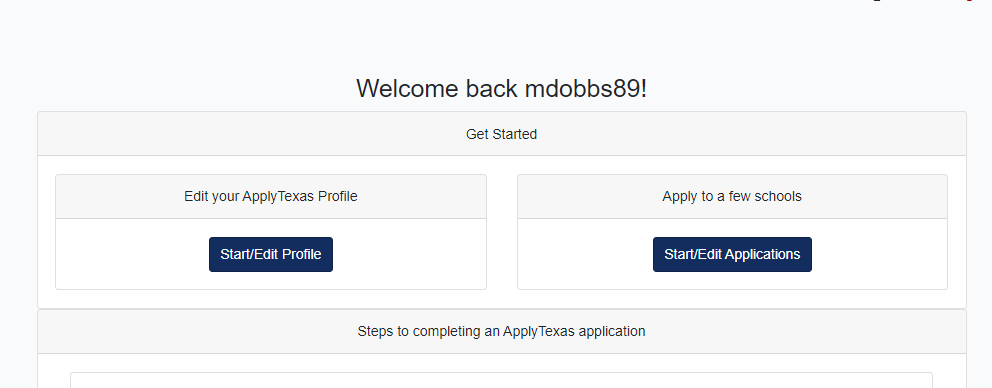 Welcome back mdobbs89!
Get Started
Edit your ApplyTexas Profile
Apply to a few schools
Start/Edit Profile
Start/Edit Applications
Steps to completing an ApplyTexas application